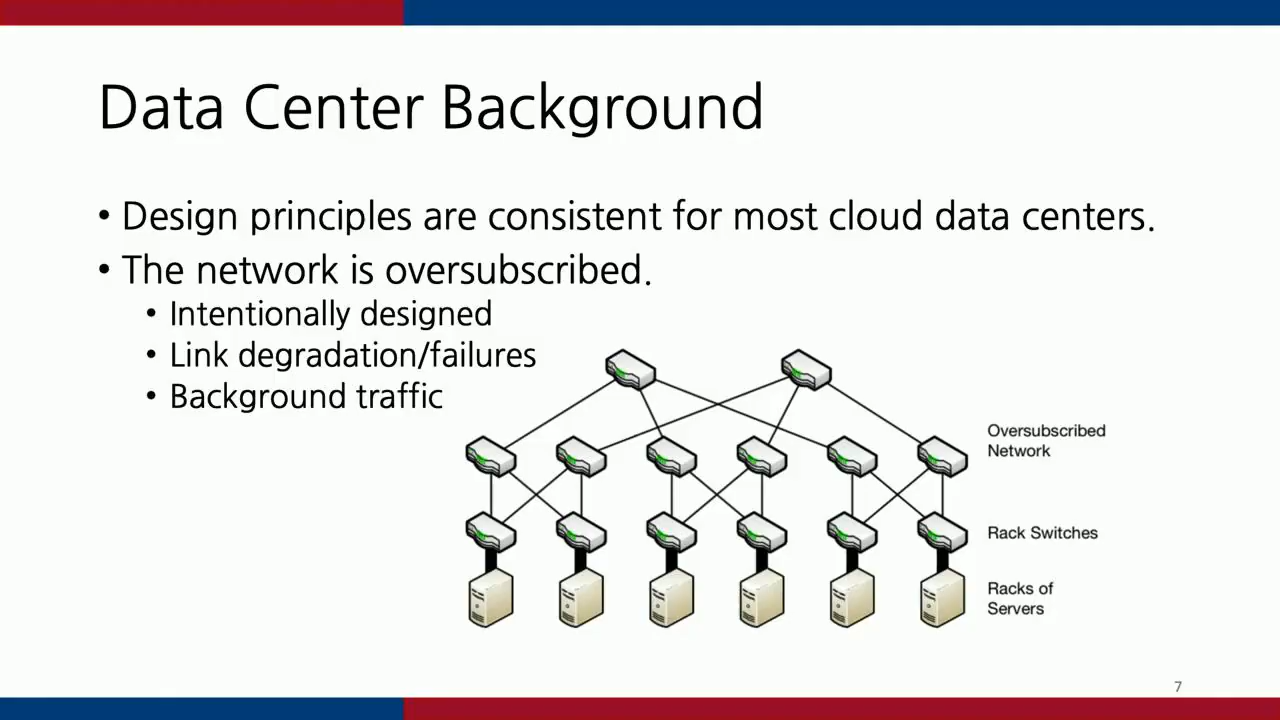 Data Center Background
• Design principles are consistent for most cloud data centers.
• The network is oversubscribed.
• Intentionally designed
• Link degradation/failures
• Background traffic
Oversubscribed
Network
Rack Switches
Racks of
Servers
7